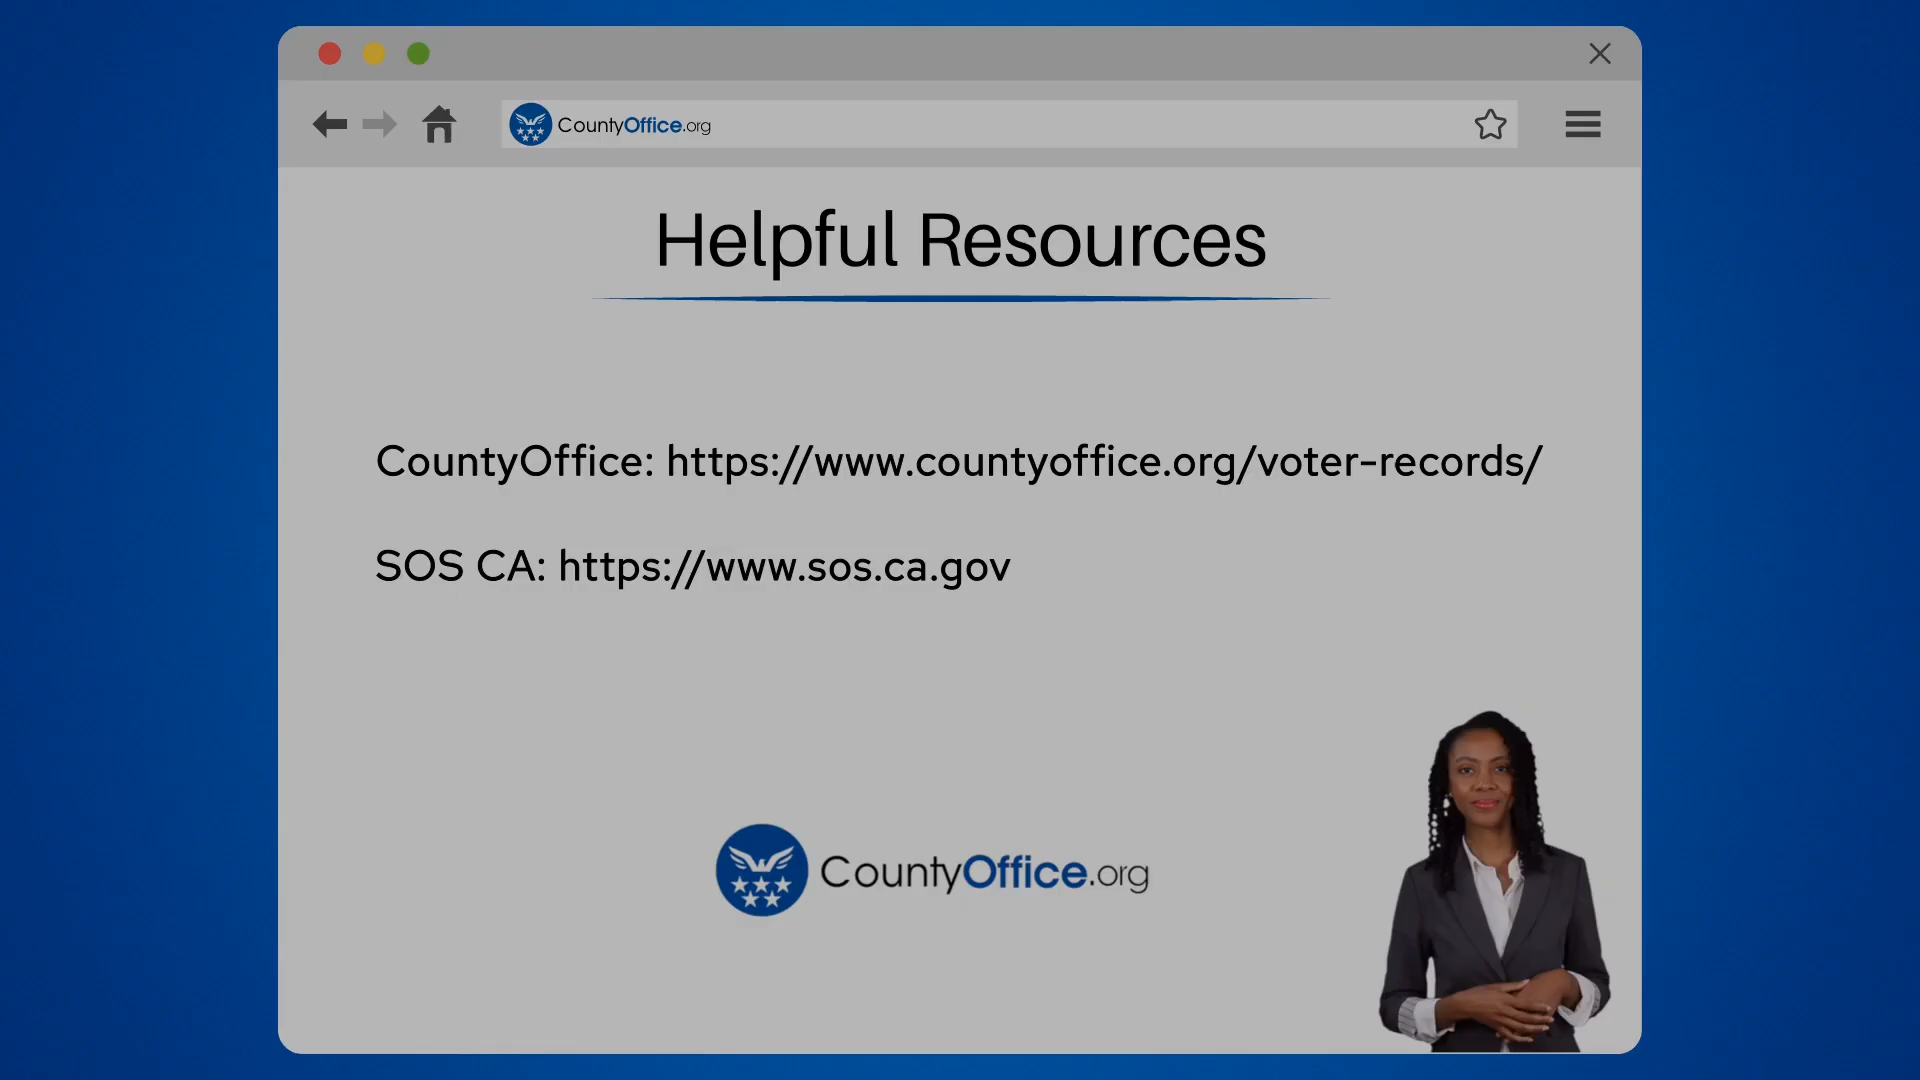 CountyOffice.org
Helpful Resources
CountyOffice: https://www.countyoffice.org/voter-records/
SOS CA: https://www.sos.ca.gov
CountyOffice.org